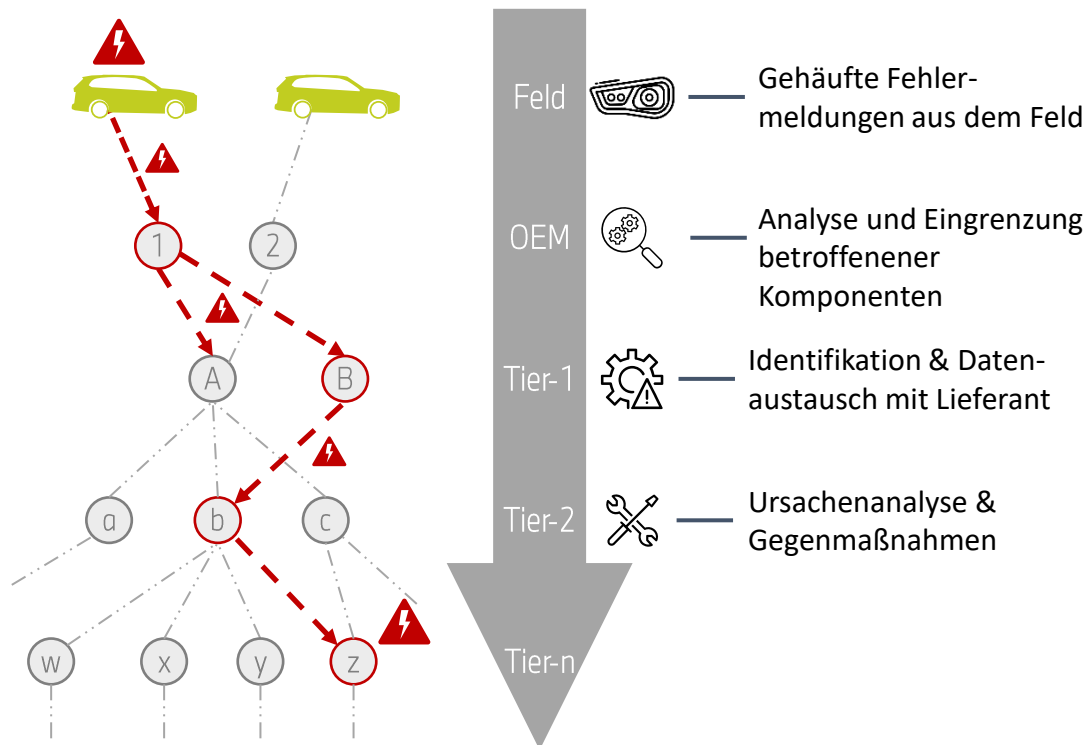 Feld
Gehäufte Fehler-
meldungen aus dem Feld
1
2
OEM
Analyse und Eingrenzung
betroffenener
Komponenten
A
B
Tier-1
Identifikation & Daten-
austausch mit Lieferant
a
b
c
Tier-2
Ursachenanalyse &
Gegenmaßnahmen
w
x
y
z
Tier-n